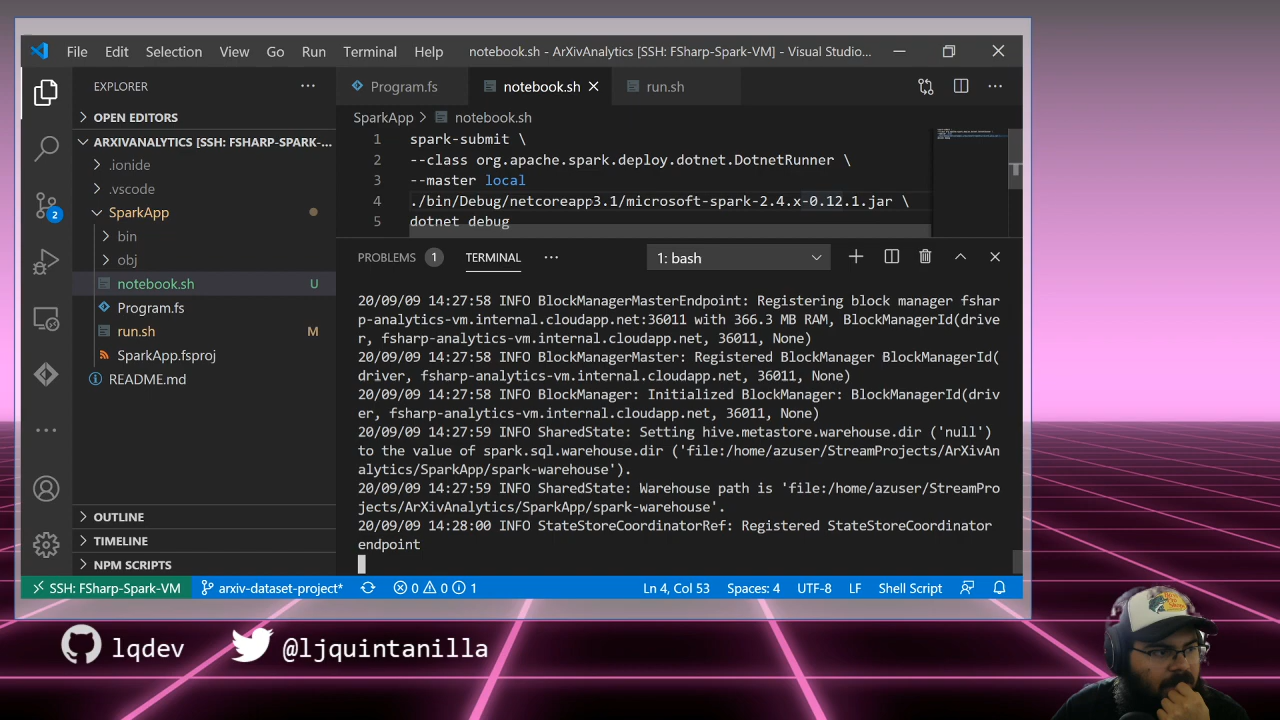 File Edit Selection View Go Run Terminal Help notebook.sh - ArXivAnalytics [SSH: FSharp-Spark-VM] - Visual Studio...
EXPLORER
OPEN EDITORS
ARXIVANALYTICS [SSH: FSHARP-SPARK-...
.ionide
.vscode
SparkApp
bin
obj
notebook.sh U
Program.fs
run.sh M
SparkApp.fsproj
README.md
OUTLINE
TIMELINE
NPM SCRIPTS
2
Program.fs notebook.sh run.sh
SparkApp > notebook.sh
1 spark-submit \
2 --class org.apache.spark.deploy.dotnet.DotnetRunner \
3 --master local
4 ./bin/Debug/netcoreapp3.1/microsoft-spark-2.4.x-0.12.1.jar \
5 dotnet debug
PROBLEMS 1 TERMINAL ... 1: bash
20/09/09 14:27:58 INFO BlockManagerMasterEndpoint: Registering block manager fshar
p-analytics-vm.internal.cloudapp.net:36011 with 366.3 MB RAM, BlockManagerId(drive
r, fsharp-analytics-vm.internal.cloudapp.net, 36011, None)
20/09/09 14:27:58 INFO BlockManagerMaster: Registered BlockManager BlockManagerId(
driver, fsharp-analytics-vm.internal.cloudapp.net, 36011, None)
20/09/09 14:27:58 INFO BlockManager: Initialized BlockManager: BlockManagerId(driv
er, fsharp-analytics-vm.internal.cloudapp.net, 36011, None)
20/09/09 14:27:59 INFO SharedState: Setting hive.metastore.warehouse.dir ('null')
to the value of spark.sql.warehouse.dir ('file:/home/azuser/StreamProjects/ArXivAn
alytics/SparkApp/spark-warehouse').
20/09/09 14:27:59 INFO SharedState: Warehouse path is 'file:/home/azuser/StreamPro
jects/ArXivAnalytics/SparkApp/spark-warehouse'.
20/09/09 14:28:00 INFO StateStoreCoordinatorRef: Registered StateStoreCoordinator
endpoint
SSH: FSharp-Spark-VM arxiv-dataset-project* 0 0 1 Ln 4, Col 53 Spaces: 4 UTF-8 LF Shell Script
lqdev @ljquintanilla